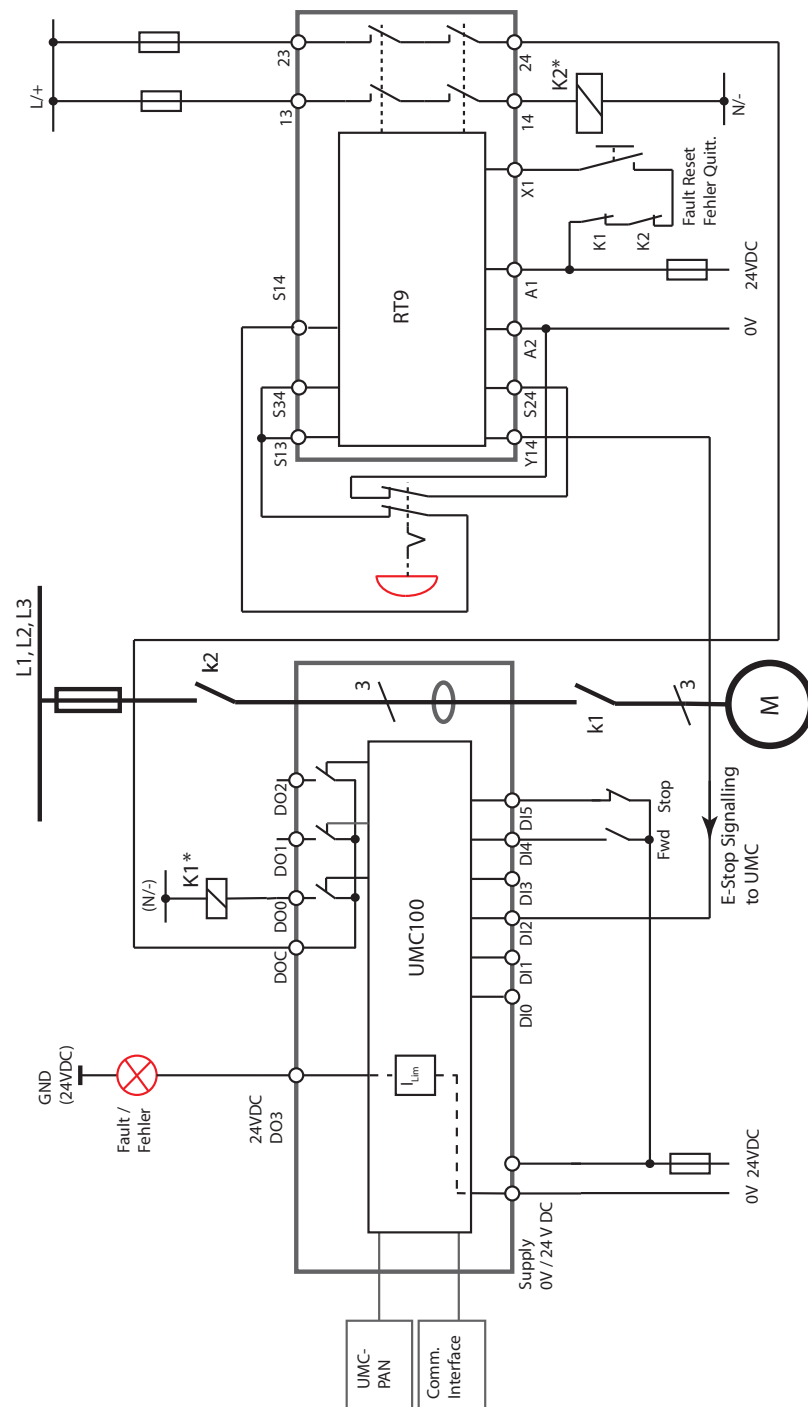 L/+
23
13
24
14
K2*
N/-
X1
Fault Reset
Fehler Quitt.
K1
K2
S14
RT9
A1
24VDC
A2
0V
S34
S24
S13
Y14
L1, L2, L3
k2
3
k1
3
M
DO2
DO1
K1*
(N/-)
DO0
DOC
UMC100
DI5
DI4
DI3
DI2
DI1
DI0
Stop
Fwd
E-Stop Signalling
to UMC
GND
(24VDC)
Fault /
Fehler
24VDC
DO3
ILim
24VDC
0V
Supply
0V / 24 V DC
UMC-
PAN
Comm.
Interface